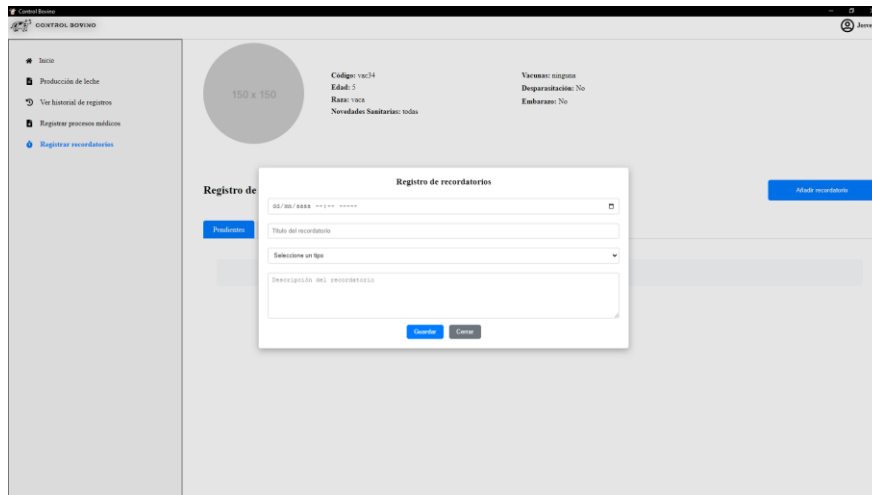 Control Bovino
CONTROL BOVINO
Inicio
Producción de leche
Ver historial de registros
Registrar procesos médicos
Registrar recordatorios
150 x 150
Código: vac34
Edad: 5
Raza: vaca
Novedades Sanitarias: todas
Vacunas: ninguna
Desparasitación: No
Embarazo: No
Registro de
Añadir recordatorio
Pendientes
Registro de recordatorios
dd/mm/aaaa --:-- -----
Título del recordatorio
Seleccione un tipo
Descripción del recordatorio
Guardar
Cerrar